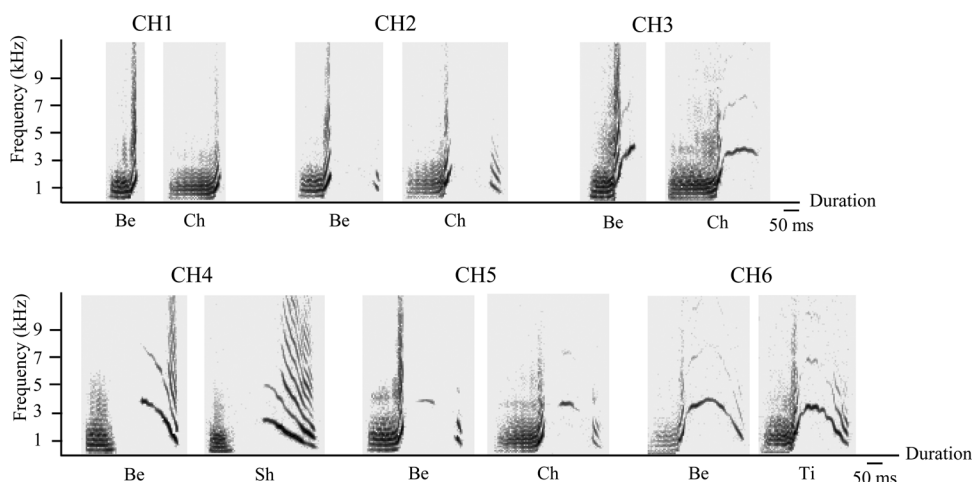 CH1 CH2 CH3
Frequency (kHz)
9
7
5
3
1
Be Ch Be Ch Be Ch
Duration
50 ms
CH4 CH5 CH6
Frequency (kHz)
9
7
5
3
1
Be Sh Be Ch Be Ti
Duration
50 ms